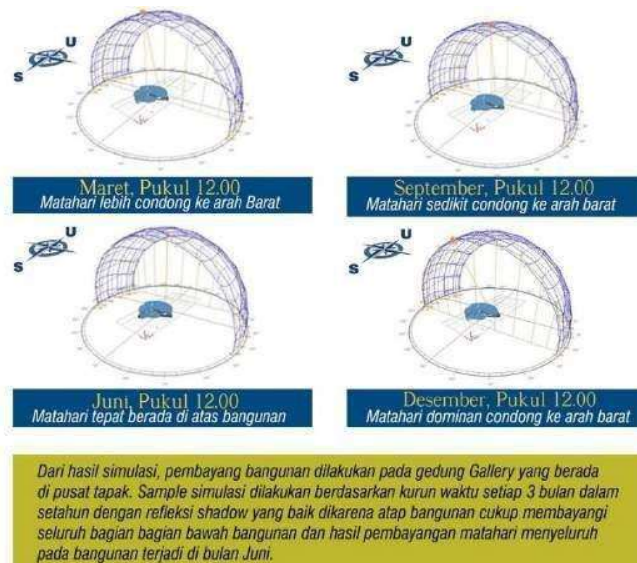 U
S
Maret, Pukul 12.00
Matahari lebih condong ke arah Barat
U
S
September, Pukul 12.00
Matahari sedikit condong ke arah barat
U
S
Juni, Pukul 12.00
Matahari tepat berada di atas bangunan
U
S
Desember, Pukul 12.00
Matahari dominan condong ke arah barat
Dari hasil simulasi, pembayang bangunan dilakukan pada gedung Gallery yang berada
di pusat tapak. Sample simulasi dilakukan berdasarkan kurun waktu setiap 3 bulan dalam
setahun dengan refleksi shadow yang baik dikarena atap bangunan cukup membayangi
seluruh bagian bagian bawah bangunan dan hasil pembayangan matahari menyeluruh
pada bangunan terjadi di bulan Juni.